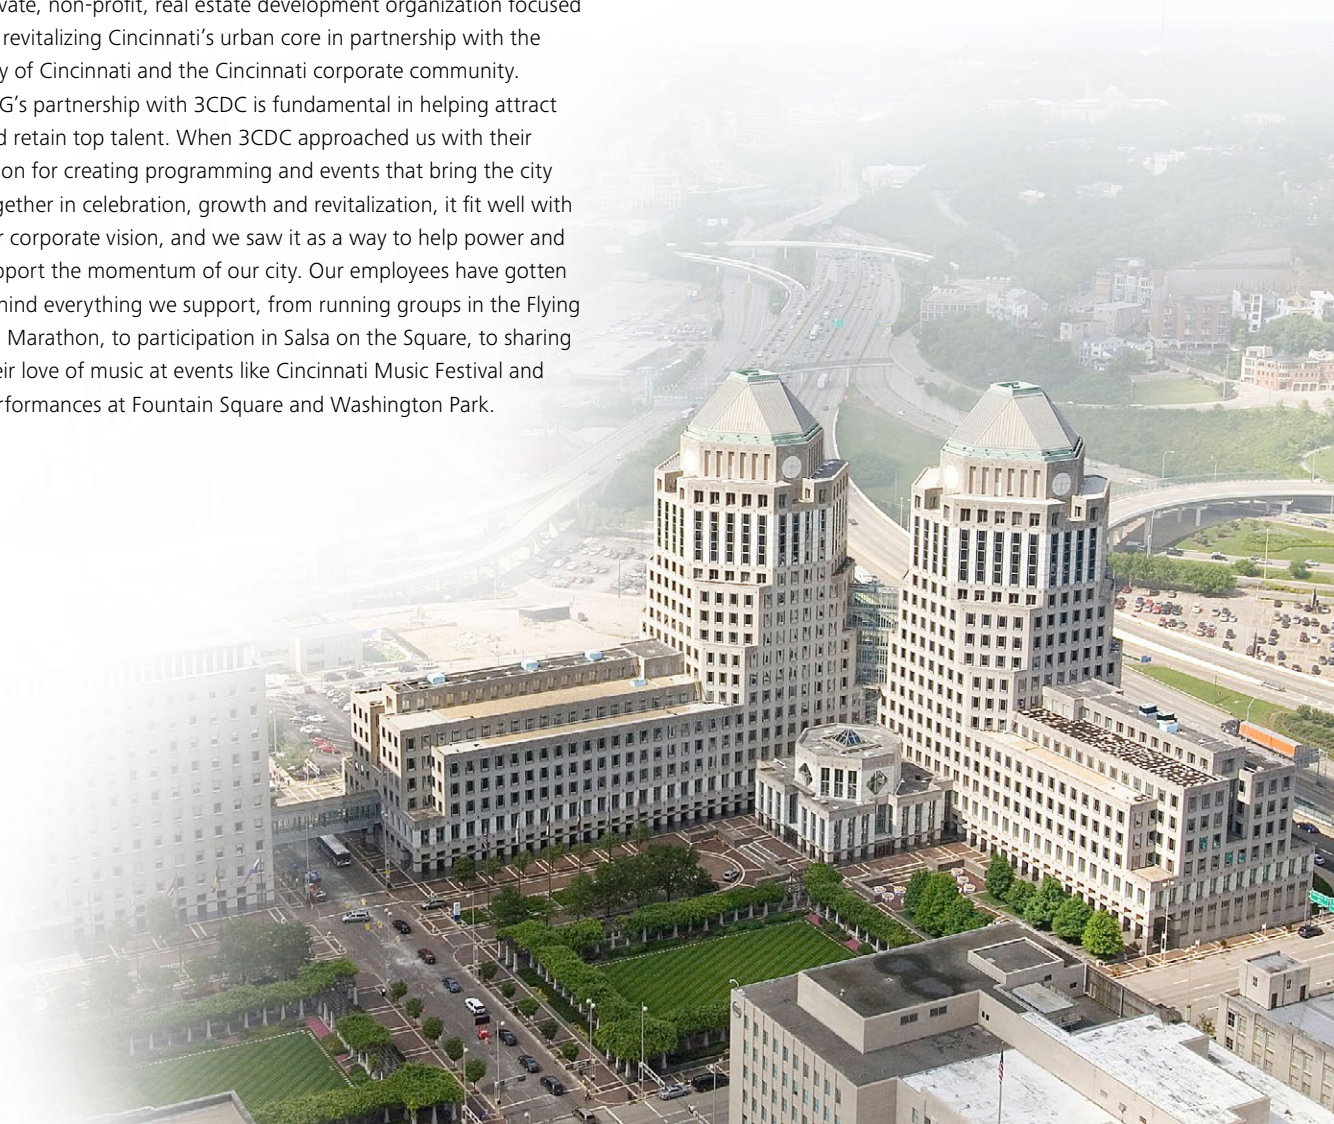 vate, non-profit, real estate development organization focused
revitalizing Cincinnati’s urban core in partnership with the
y of Cincinnati and the Cincinnati corporate community.
G’s partnership with 3CDC is fundamental in helping attract
d retain top talent. When 3CDC approached us with their
on for creating programming and events that bring the city
gether in celebration, growth and revitalization, it fit well with
r corporate vision, and we saw it as a way to help power and
pport the momentum of our city. Our employees have gotten
hind everything we support, from running groups in the Flying
Marathon, to participation in Salsa on the Square, to sharing
eir love of music at events like Cincinnati Music Festival and
rformances at Fountain Square and Washington Park.